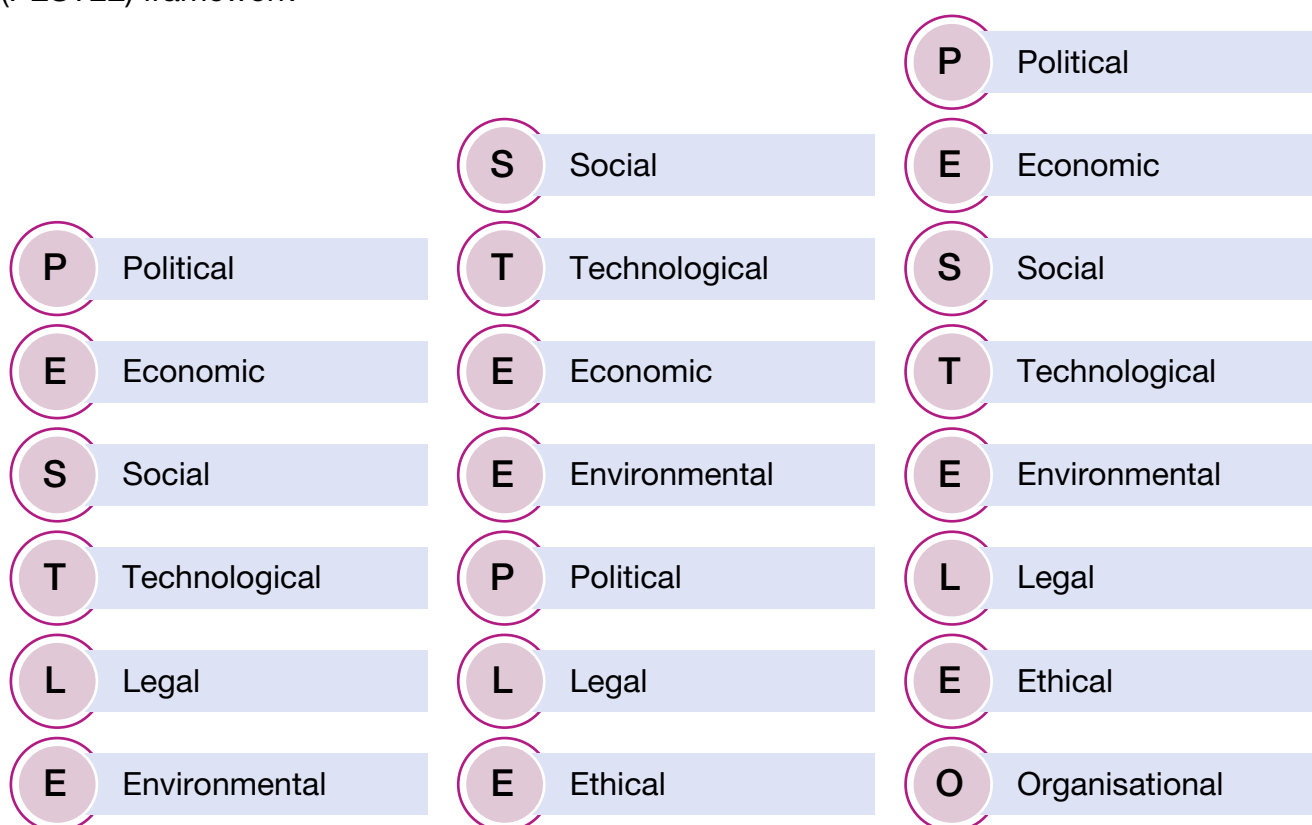 P Political
E Economic
S Social
T Technological
L Legal
E Environmental
S Social
T Technological
E Economic
E Environmental
P Political
L Legal
E Ethical
P Political
E Economic
S Social
T Technological
E Environmental
L Legal
E Ethical
O Organisational